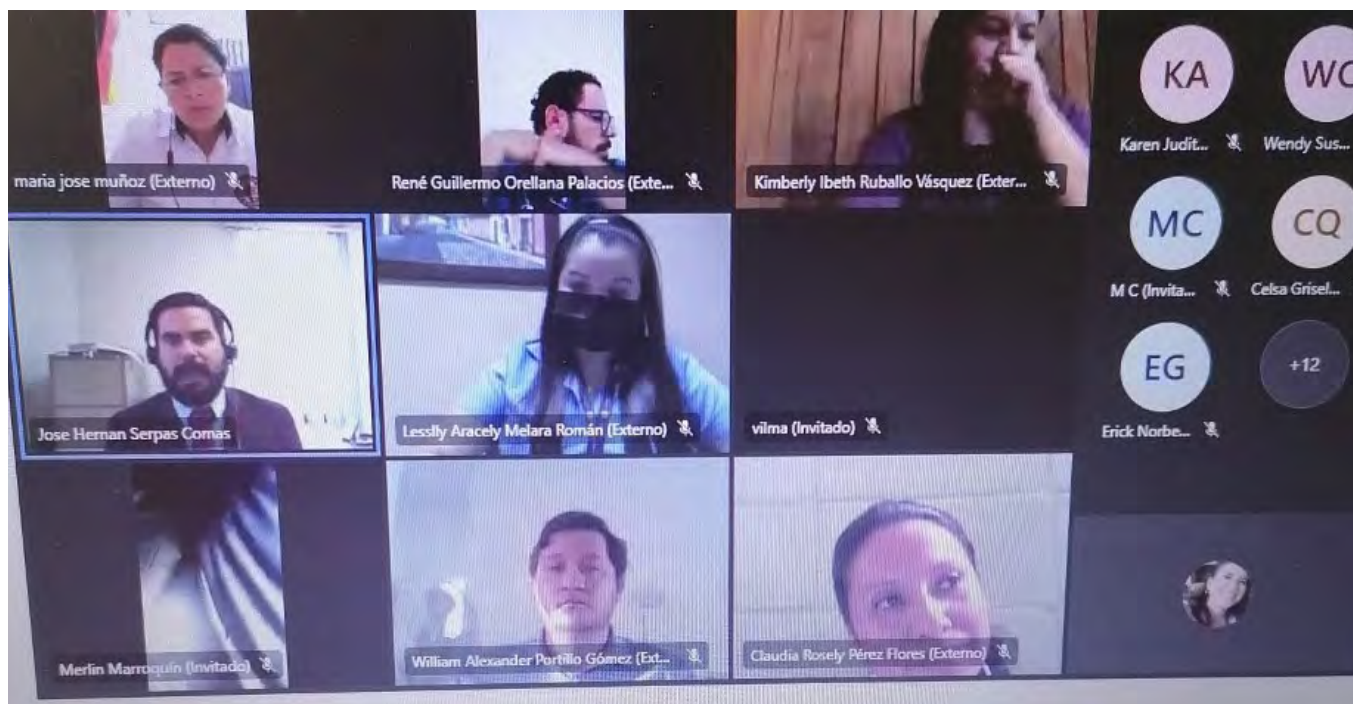 maria jose muñoz (Externo)
René Guillermo Orellana Palacios (Exte...
Kimberly Ibeth Ruballo Vásquez (Exter...
KA
WC
Karen Judit...
Wendy Sus...
MC
CQ
M C (Invita...
Celsa Grisel...
EG
+12
Erick Norbe...
Jose Hernan Serpas Comas
Lesslly Aracely Melara Román (Externo)
vilma (Invitado)
Merlin Marroquín (Invitado)
William Alexander Portillo Gómez (Ext...
Claudia Rosely Pérez Flores (Externo)